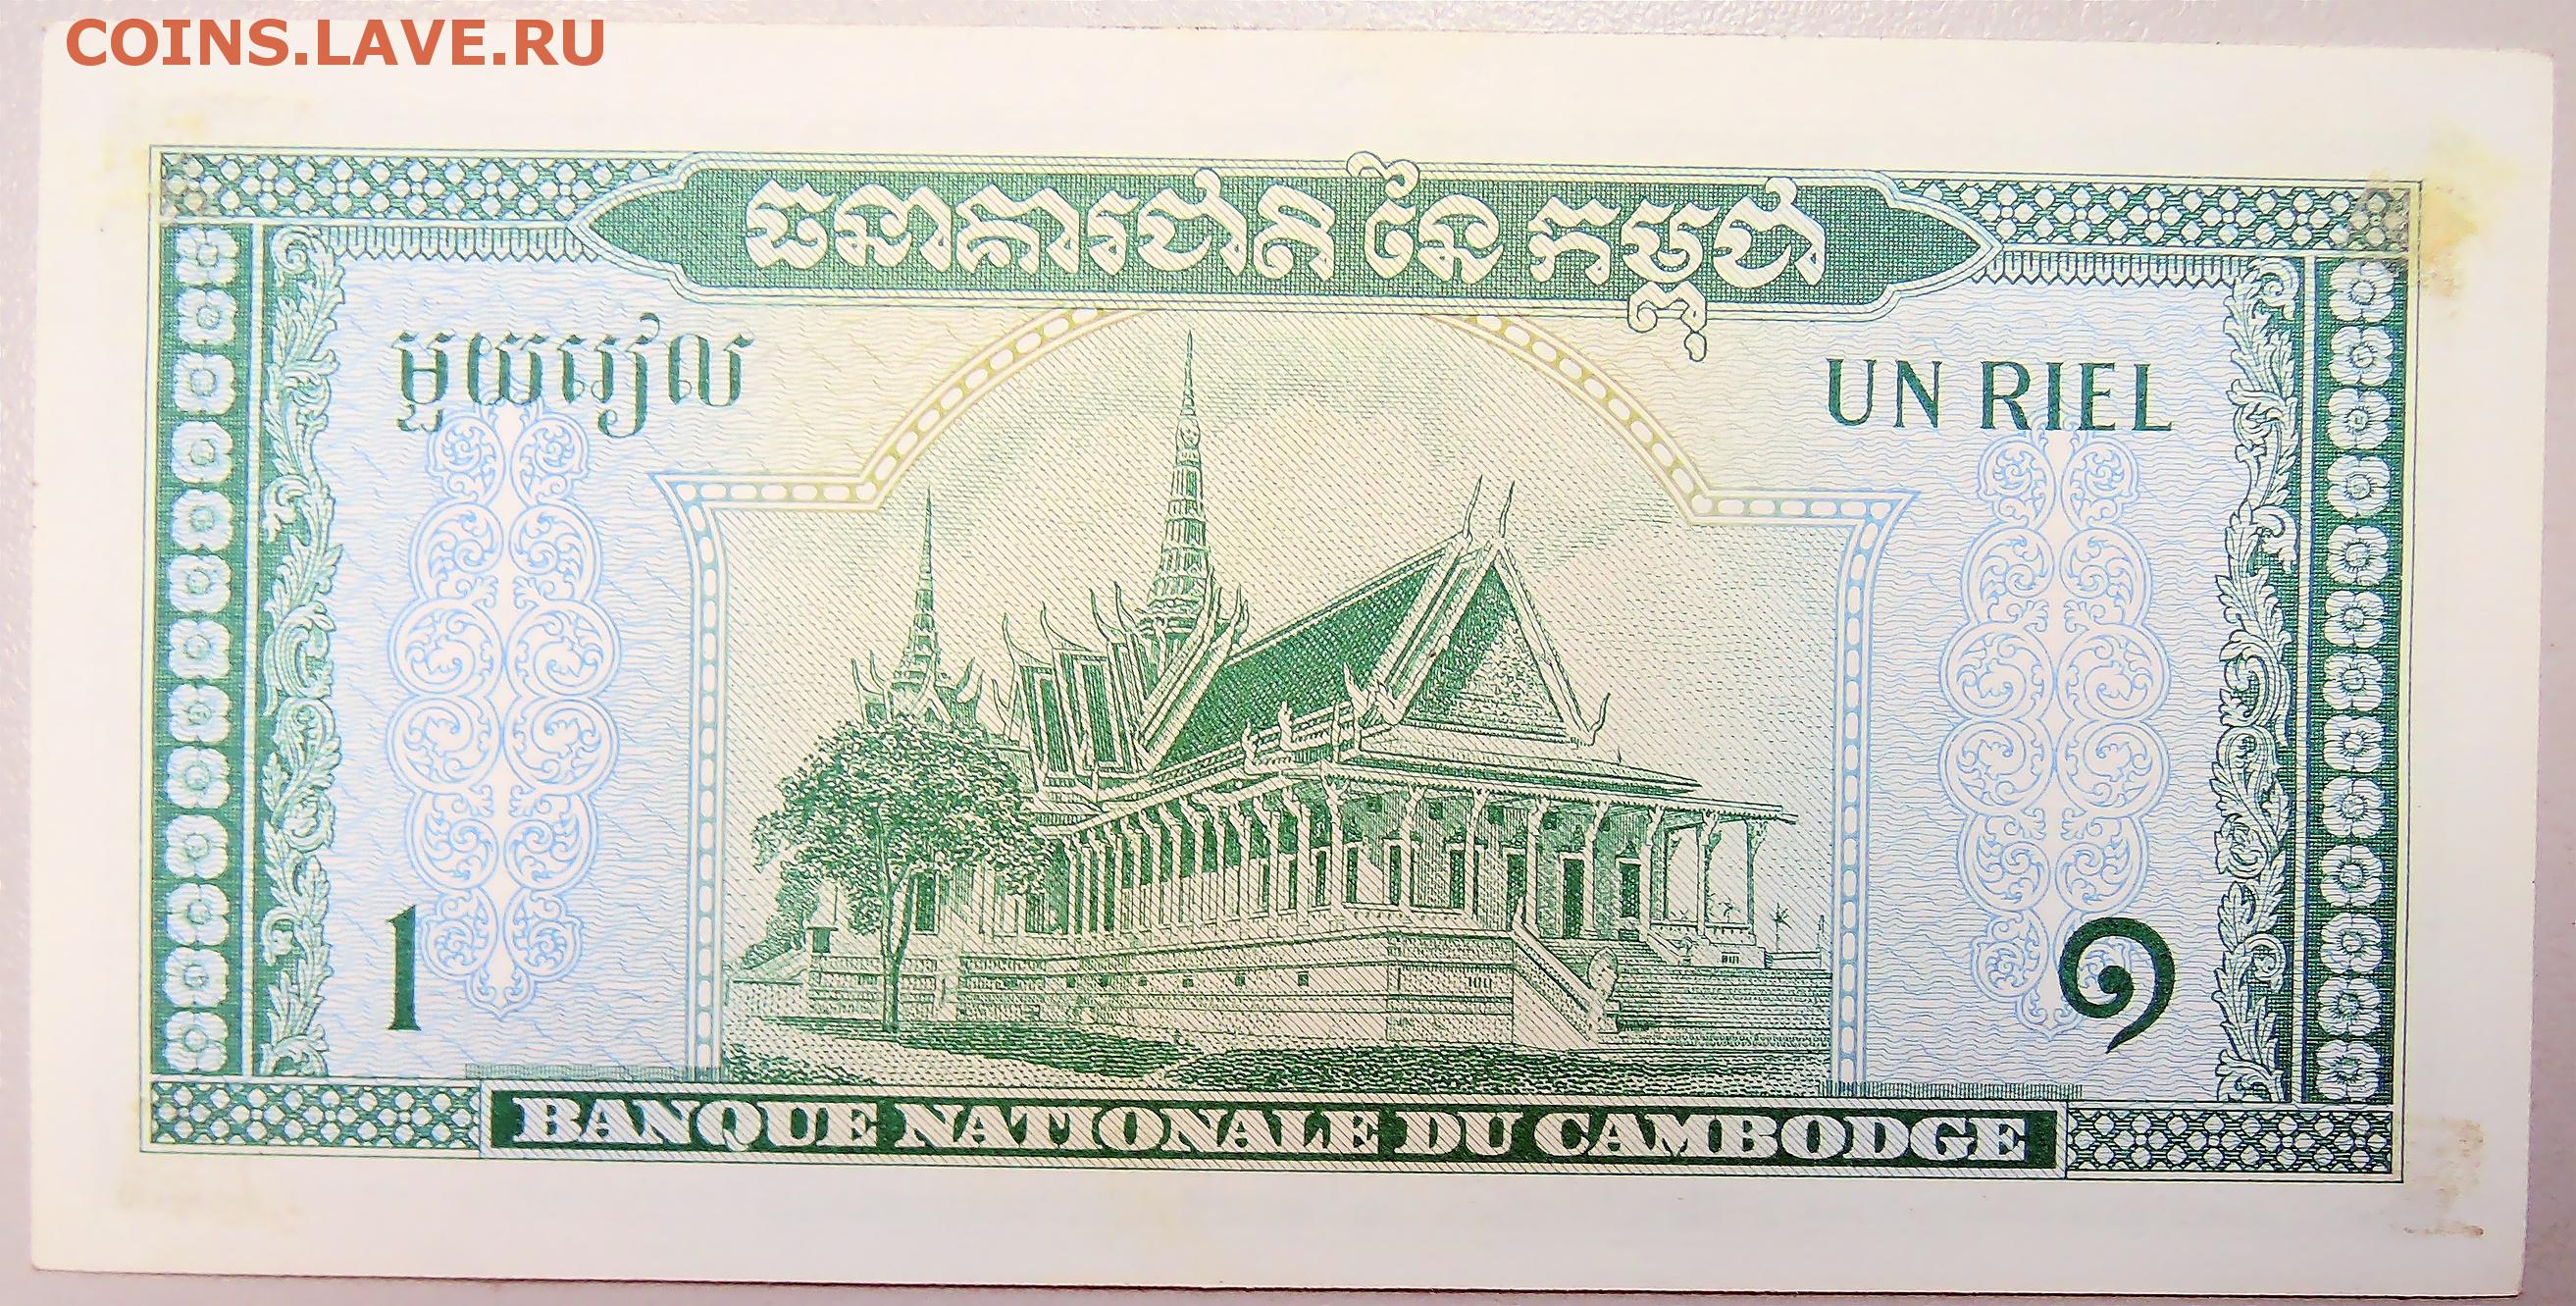 COINS.LAVE.RU
ធនាគារជាតិនៃកម្ពុជា
មួយរៀល
UN RIEL
1
១
BANQUE NATIONALE DU CAMBODGE